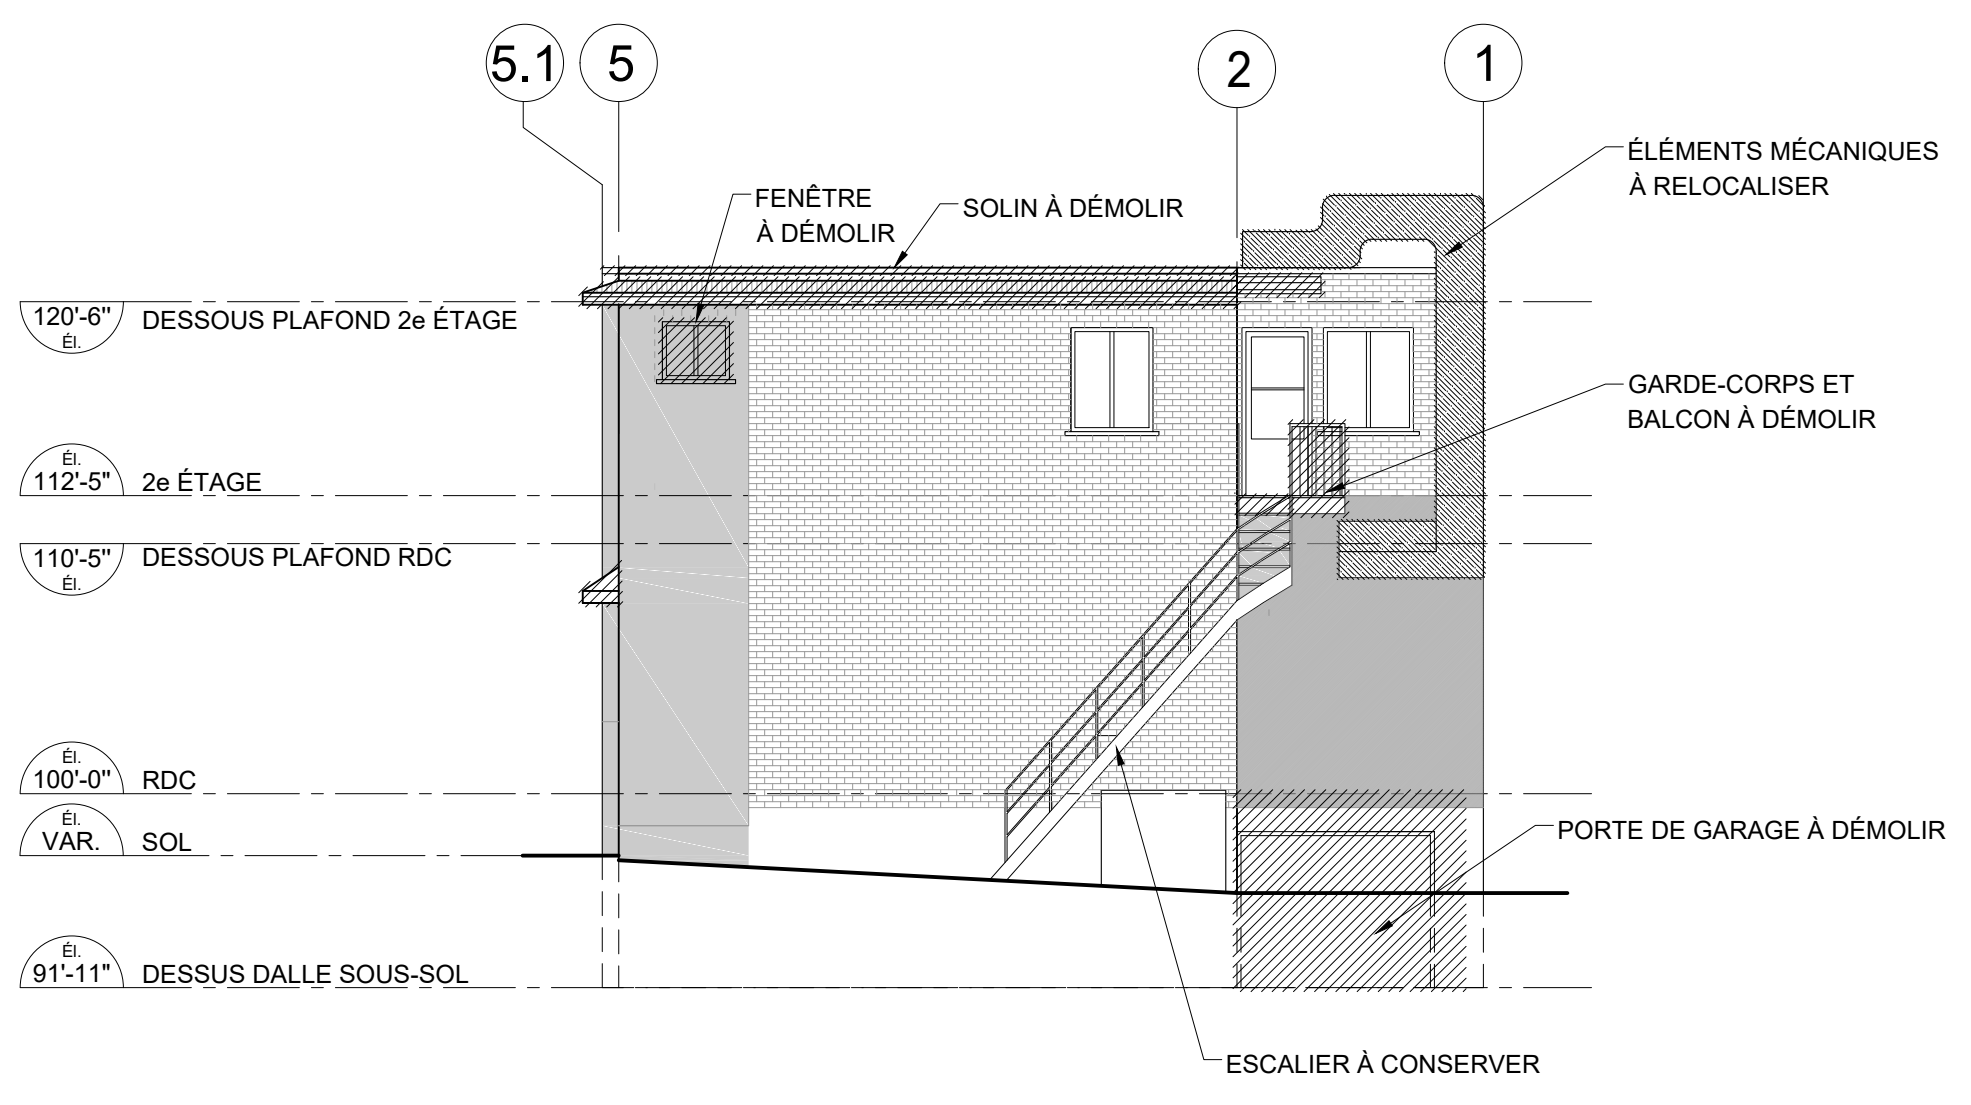 5.1
5
2
1
ÉLÉMENTS MÉCANIQUES
À RELOCALISER
FENÊTRE
À DÉMOLIR
SOLIN À DÉMOLIR
120'-6"
Él.
DESSOUS PLAFOND 2e ÉTAGE
GARDE-CORPS ET
BALCON À DÉMOLIR
Él.
112'-5"
2e ÉTAGE
110'-5"
Él.
DESSOUS PLAFOND RDC
Él.
100'-0"
RDC
Él.
VAR.
SOL
PORTE DE GARAGE À DÉMOLIR
Él.
91'-11"
DESSUS DALLE SOUS-SOL
ESCALIER À CONSERVER